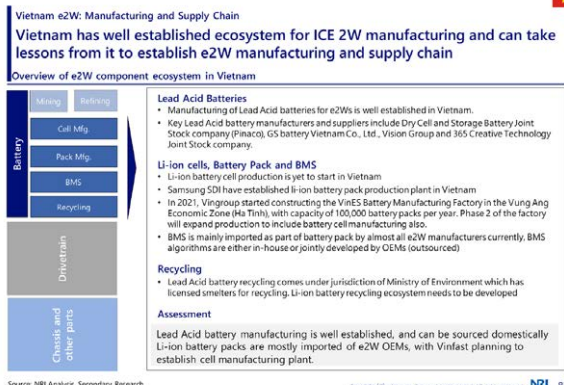 Vietnam e2W: Manufacturing and Supply Chain
Vietnam has well established ecosystem for ICE 2W manufacturing and can take
lessons from it to establish e2W manufacturing and supply chain
Overview of e2W component ecosystem in Vietnam
Battery
Mining
Refining
Cell Mfg.
Pack Mfg.
BMS
Recycling
Drivetrain
Chassis and
other parts
Lead Acid Batteries
• Manufacturing of Lead Acid batteries for e2Ws is well established in Vietnam.
• Key Lead Acid battery manufacturers and suppliers include Dry Cell and Storage Battery Joint
Stock company (Pinaco), GS battery Vietnam Co., Ltd., Vision Group and 365 Creative Technology
Joint Stock company.
Li-ion cells, Battery Pack and BMS
• Li-ion battery cell production is yet to start in Vietnam
• Samsung SDI have established li-ion battery pack production plant in Vietnam
• In 2021, Vingroup started constructing the VinES Battery Manufacturing Factory in the Vung Ang
Economic Zone (Ha Tinh), with capacity of 100,000 battery packs per year. Phase 2 of the factory
will expand production to include battery cell manufacturing also.
• BMS is mainly imported as part of battery pack by almost all e2W manufacturers currently. BMS
algorithms are either in-house or jointly developed by OEMs (outsourced)
Recycling
• Lead Acid battery recycling comes under jurisdiction of Ministry of Environment which has
licensed smelters for recycling. Li-ion battery recycling ecosystem needs to be developed
Assessment
Lead Acid battery manufacturing is well established, and can be sourced domestically
Li-ion battery packs are mostly imported of e2W OEMs, with Vinfast planning to
establish cell manufacturing plant.
Source: NRI Analysis, Secondary Research
NRI